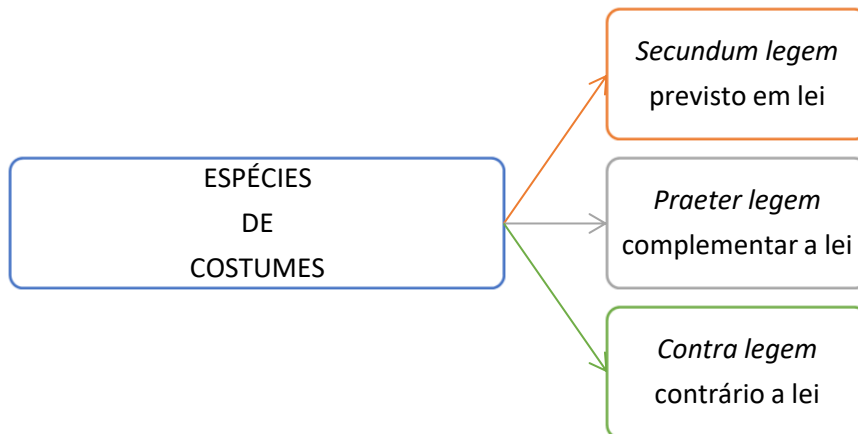 ESPÉCIES
DE
COSTUMES
Secundum legem
previsto em lei
Praeter legem
complementar a lei
Contra legem
contrário a lei